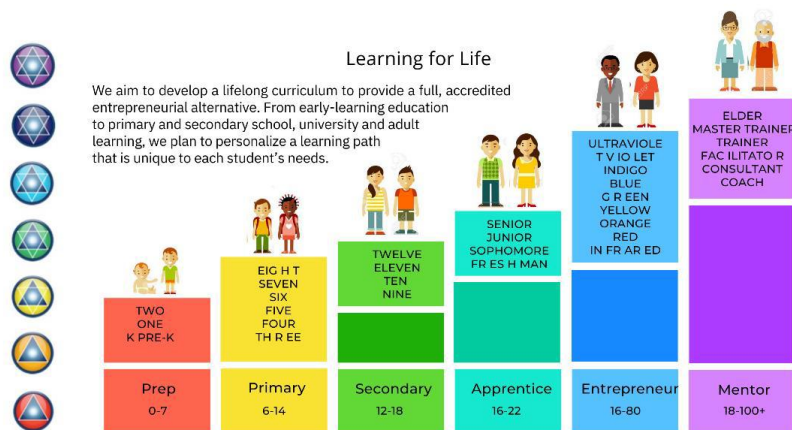 Learning for Life
We aim to develop a lifelong curriculum to provide a full, accredited
entrepreneurial alternative. From early-learning education
to primary and secondary school, university and adult
learning, we plan to personalize a learning path
that is unique to each student's needs.
TWO
ONE
K PRE-K
Prep
0-7
EIG H T
SEVEN
SIX
FIVE
FOUR
TH R EE
Primary
6-14
TWELVE
ELEVEN
TEN
NINE
Secondary
12-18
SENIOR
JUNIOR
SOPHOMORE
FR ES H MAN
Apprentice
16-22
ULTRAVIOLE
T V IO LET
INDIGO
BLUE
G R EEN
YELLOW
ORANGE
RED
IN FR AR ED
Entrepreneur
16-80
ELDER
MASTER TRAINER
TRAINER
FAC ILITATO R
CONSULTANT
COACH
Mentor
18-100+